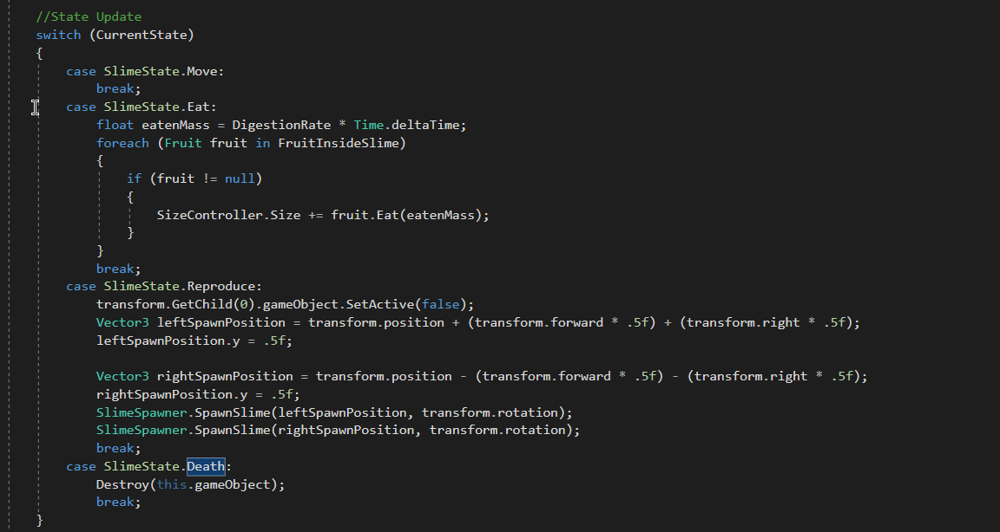 //State Update
switch (CurrentState)
{
case SlimeState.Move:
break;
case SlimeState.Eat:
float eatenMass = DigestionRate * Time.deltaTime;
foreach (Fruit fruit in FruitInsideSlime)
{
if (fruit != null)
{
SizeController.Size += fruit.Eat(eatenMass);
}
}
break;
case SlimeState.Reproduce:
transform.GetChild(0).gameObject.SetActive(false);
Vector3 leftSpawnPosition = transform.position + (transform.forward * .5f) + (transform.right * .5f);
leftSpawnPosition.y = .5f;
Vector3 rightSpawnPosition = transform.position - (transform.forward * .5f) - (transform.right * .5f);
rightSpawnPosition.y = .5f;
SlimeSpawner.SpawnSlime(leftSpawnPosition, transform.rotation);
SlimeSpawner.SpawnSlime(rightSpawnPosition, transform.rotation);
break;
case SlimeState.Death:
Destroy(this.gameObject);
break;
}